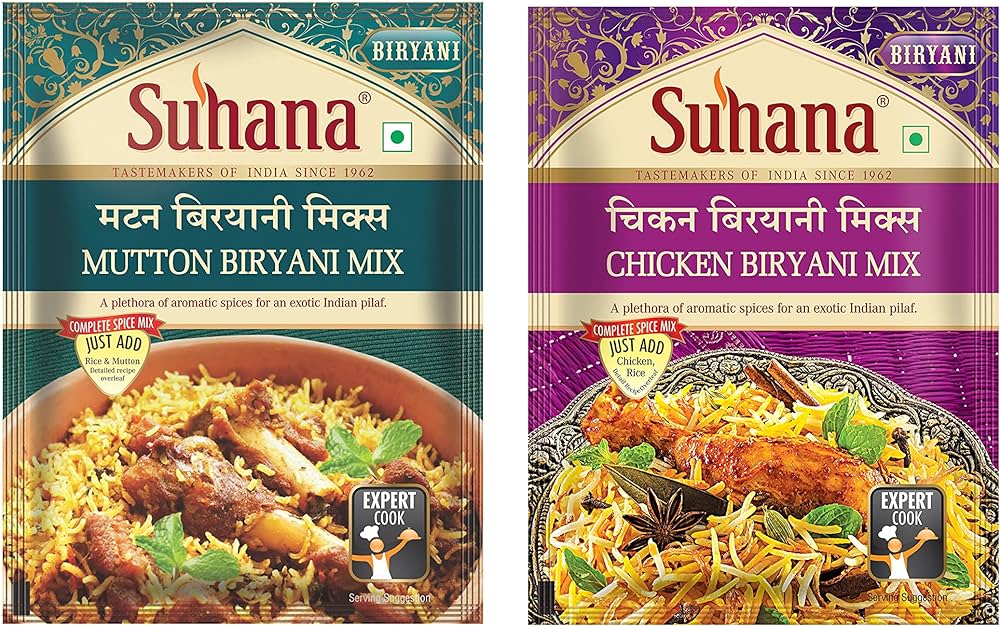 BIRYANI
Suhana®
TASTEMAKERS OF INDIA SINCE 1962
मटन बिरयानी मिक्स
MUTTON BIRYANI MIX
A plethora of aromatic spices for an exotic Indian pilaf.
COMPLETE SPICE MIX
JUST ADD
Rice & Mutton
Detailed recipe
overleaf
EXPERT
COOK
Serving Suggestion
BIRYANI
Suhana®
TASTEMAKERS OF INDIA SINCE 1962
चिकन बिरयानी मिक्स
CHICKEN BIRYANI MIX
A plethora of aromatic spices for an exotic Indian pilaf.
COMPLETE SPICE MIX
JUST ADD
Chicken,
Rice
EXPERT
COOK
Serving Suggestion